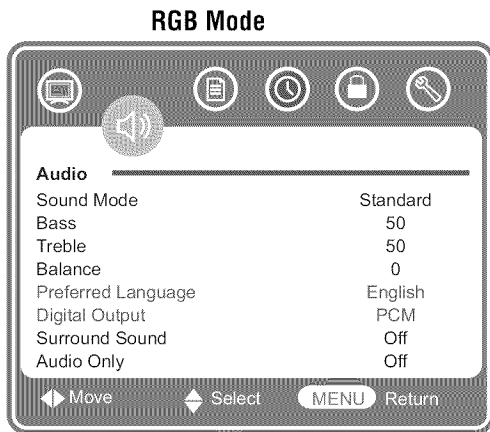 RGB Mode
Audio
Sound Mode Standard
Bass 50
Treble 50
Balance 0
Preferred Language English
Digital Output PCM
Surround Sound Off
Audio Only Off
Move Select MENU Return